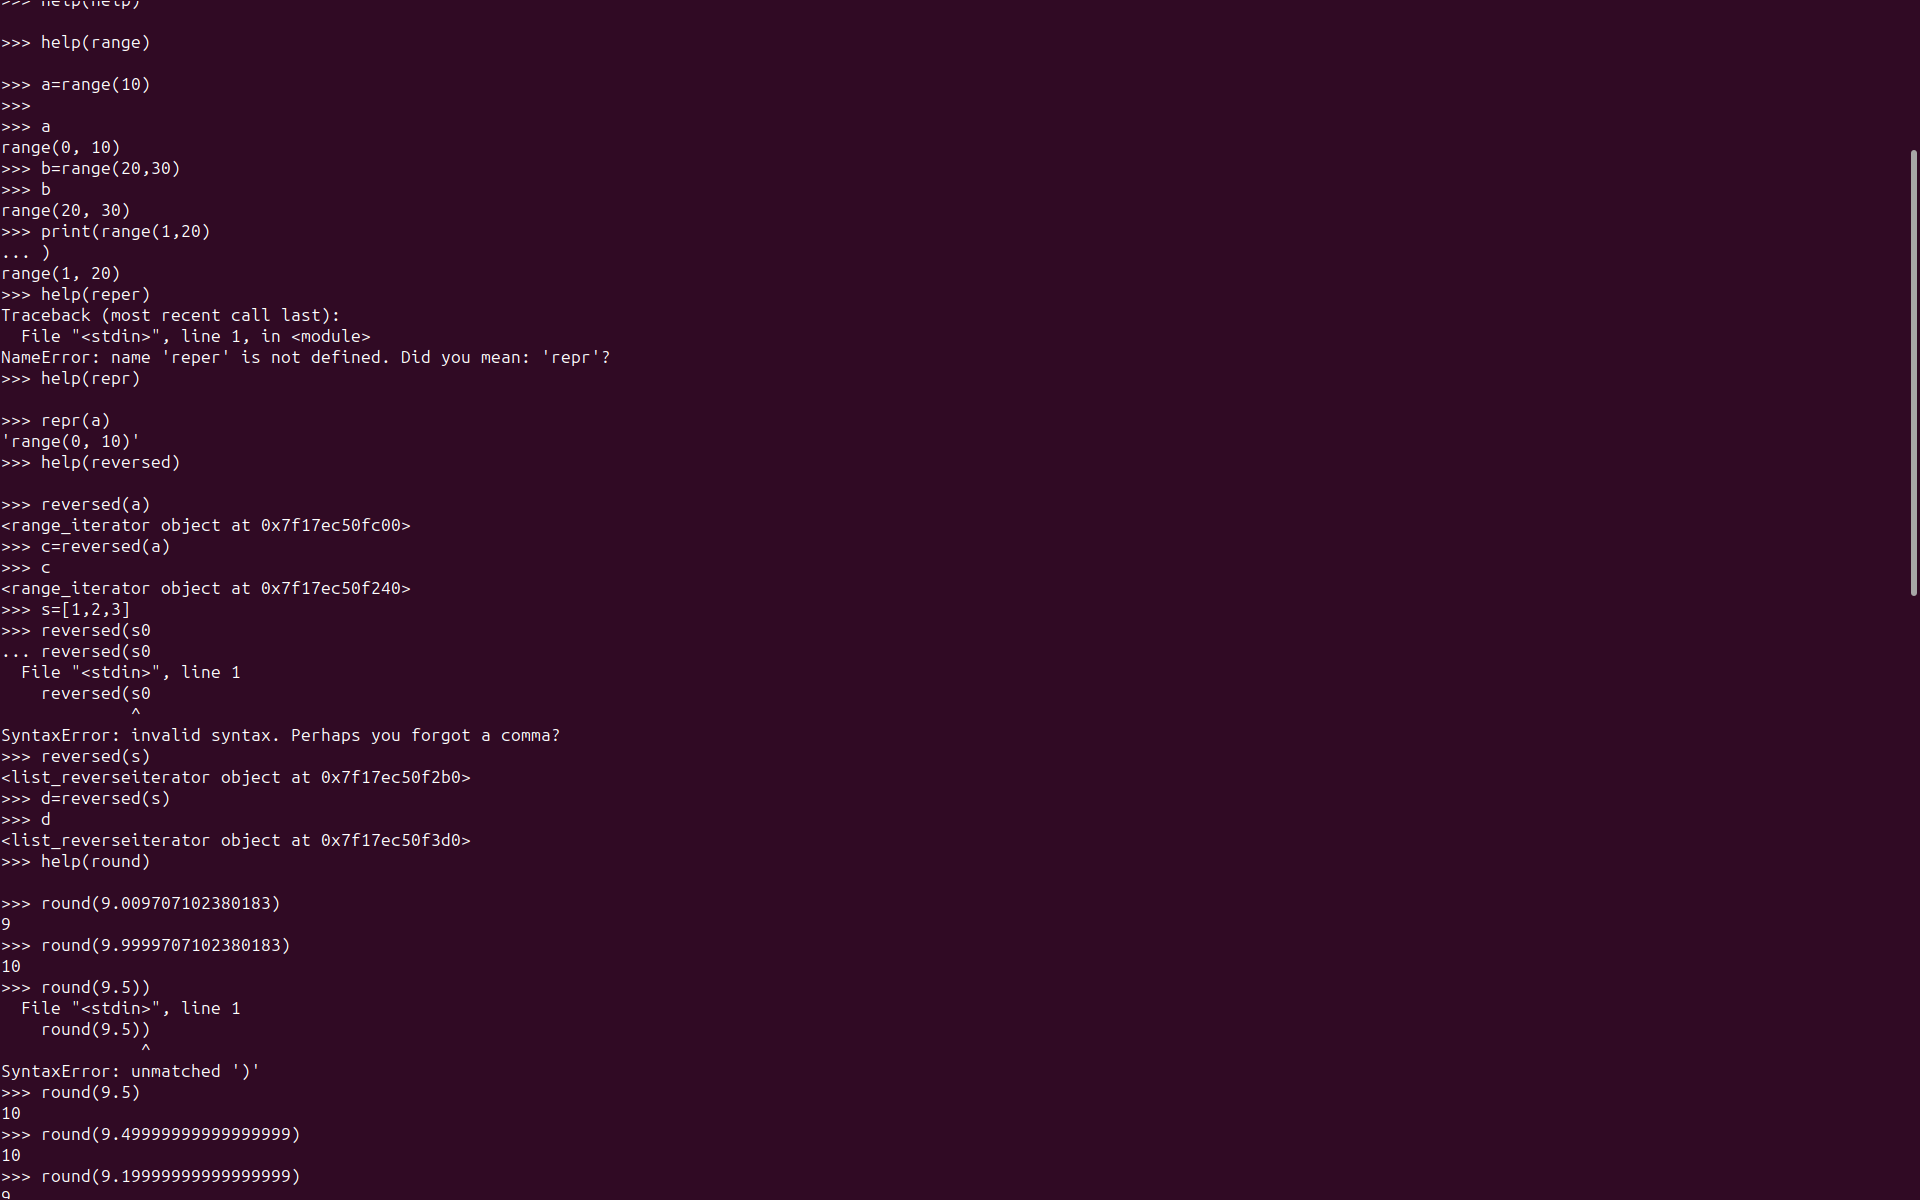 >>> help(help)
>>> help(range)
>>> a=range(10)
>>>
>>> a
range(0, 10)
>>> b=range(20,30)
>>> b
range(20, 30)
>>> print(range(1,20)
... )
range(1, 20)
>>> help(reper)
Traceback (most recent call last):
  File "<stdin>", line 1, in <module>
NameError: name 'reper' is not defined. Did you mean: 'repr'?
>>> help(repr)
>>> repr(a)
'range(0, 10)'
>>> help(reversed)
>>> reversed(a)
<range_iterator object at 0x7f17ec50fc00>
>>> c=reversed(a)
>>> c
<range_iterator object at 0x7f17ec50f240>
>>> s=[1,2,3]
>>> reversed(s0
... reversed(s0
  File "<stdin>", line 1
    reversed(s0
             ^
SyntaxError: invalid syntax. Perhaps you forgot a comma?
>>> reversed(s)
<list_reverseiterator object at 0x7f17ec50f2b0>
>>> d=reversed(s)
>>> d
<list_reverseiterator object at 0x7f17ec50f3d0>
>>> help(round)
>>> round(9.009707102380183)
9
>>> round(9.9999707102380183)
10
>>> round(9.5))
  File "<stdin>", line 1
    round(9.5))
              ^
SyntaxError: unmatched ')'
>>> round(9.5)
10
>>> round(9.49999999999999999)
10
>>> round(9.19999999999999999)
9